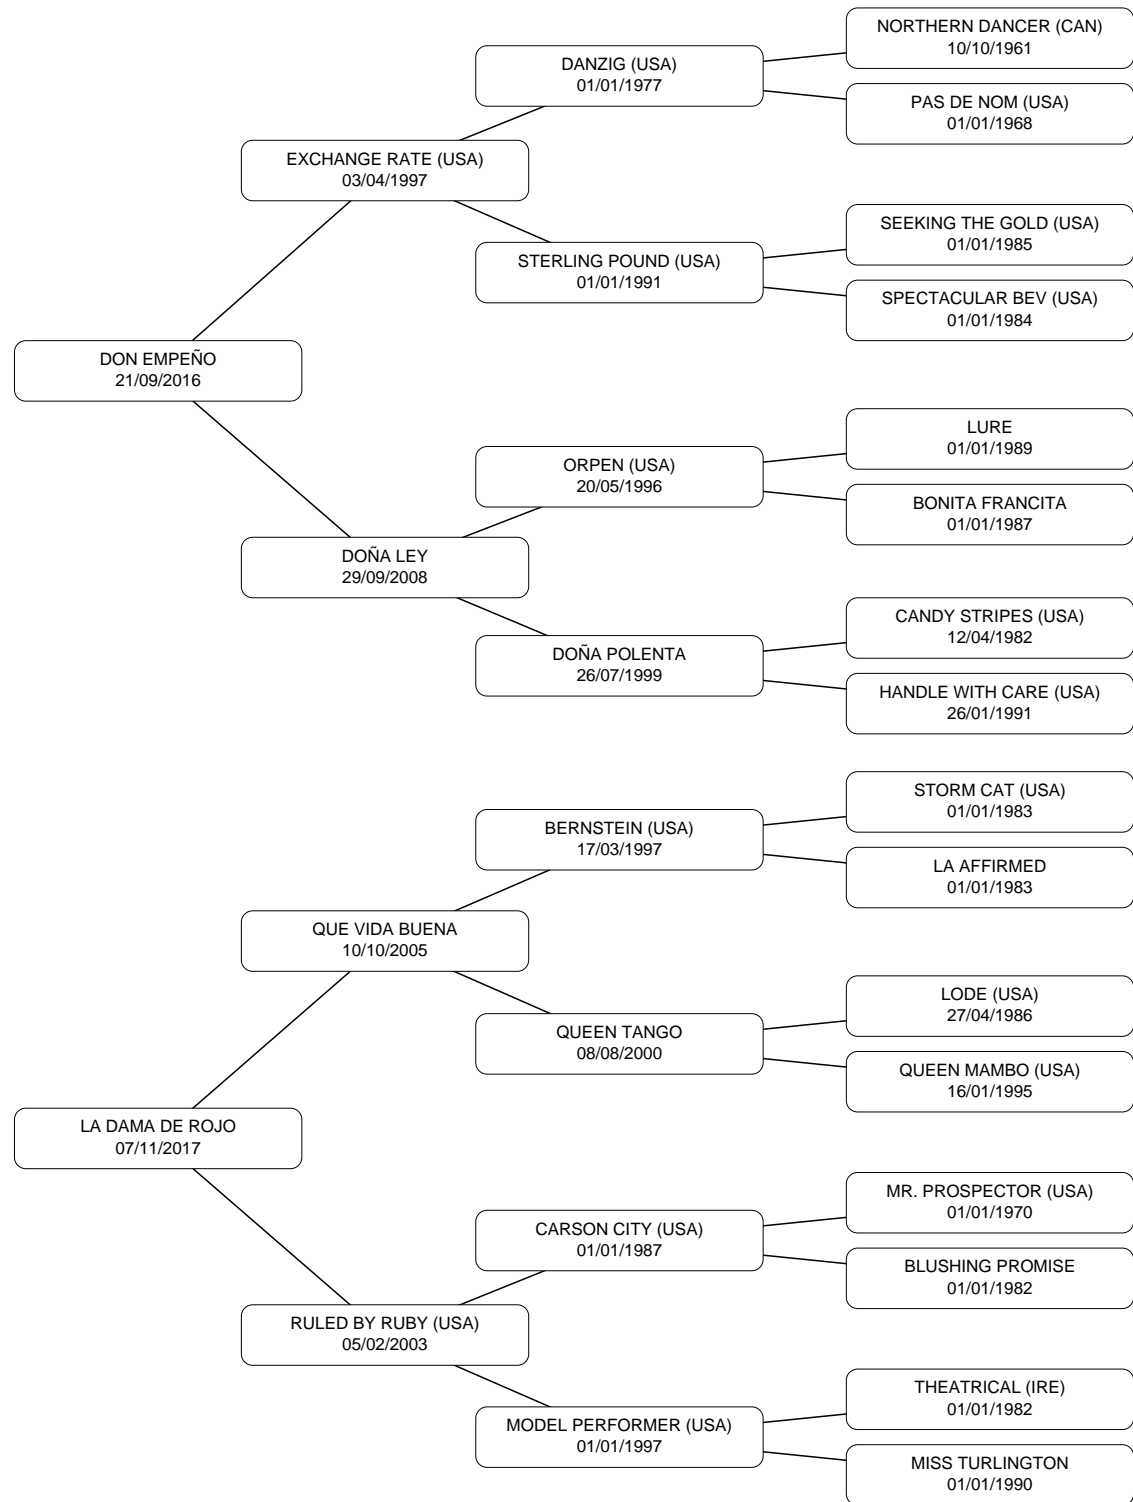 NORTHERN DANCER (CAN)
10/10/1961
DANZIG (USA)
01/01/1977
PAS DE NOM (USA)
01/01/1968
EXCHANGE RATE (USA)
03/04/1997
SEEKING THE GOLD (USA)
01/01/1985
STERLING POUND (USA)
01/01/1991
SPECTACULAR BEV (USA)
01/01/1984
DON EMPEÑO
21/09/2016
LURE
01/01/1989
ORPEN (USA)
20/05/1996
BONITA FRANCITA
01/01/1987
DOÑA LEY
29/09/2008
CANDY STRIPES (USA)
12/04/1982
DOÑA POLENTA
26/07/1999
HANDLE WITH CARE (USA)
26/01/1991
STORM CAT (USA)
01/01/1983
BERNSTEIN (USA)
17/03/1997
LA AFFIRMED
01/01/1983
QUE VIDA BUENA
10/10/2005
LODE (USA)
27/04/1986
QUEEN TANGO
08/08/2000
QUEEN MAMBO (USA)
16/01/1995
LA DAMA DE ROJO
07/11/2017
MR. PROSPECTOR (USA)
01/01/1970
CARSON CITY (USA)
01/01/1987
BLUSHING PROMISE
01/01/1982
RULED BY RUBY (USA)
05/02/2003
THEATRICAL (IRE)
01/01/1982
MODEL PERFORMER (USA)
01/01/1997
MISS TURLINGTON
01/01/1990